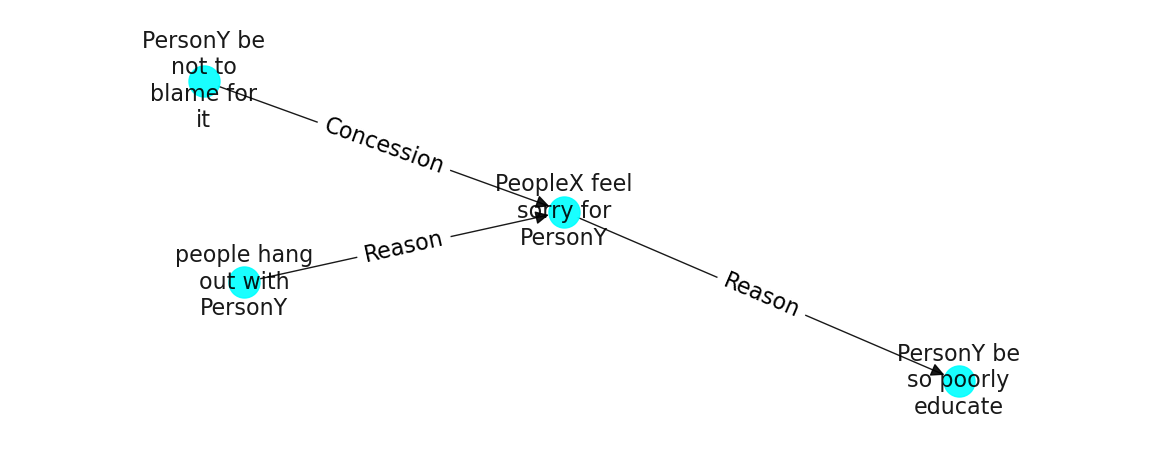 PersonY be
not to
blame for
it
Concession
PeopleX feel
sorry for
PersonY
Reason
people hang
out with
PersonY
Reason
PersonY be
so poorly
educate